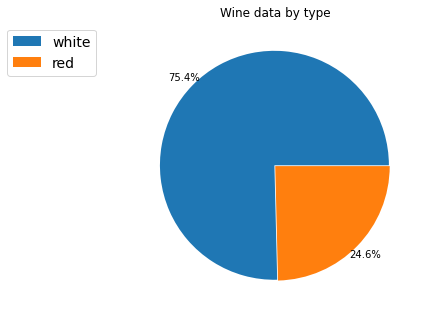 Wine data by type
white
red
75.4%
24.6%